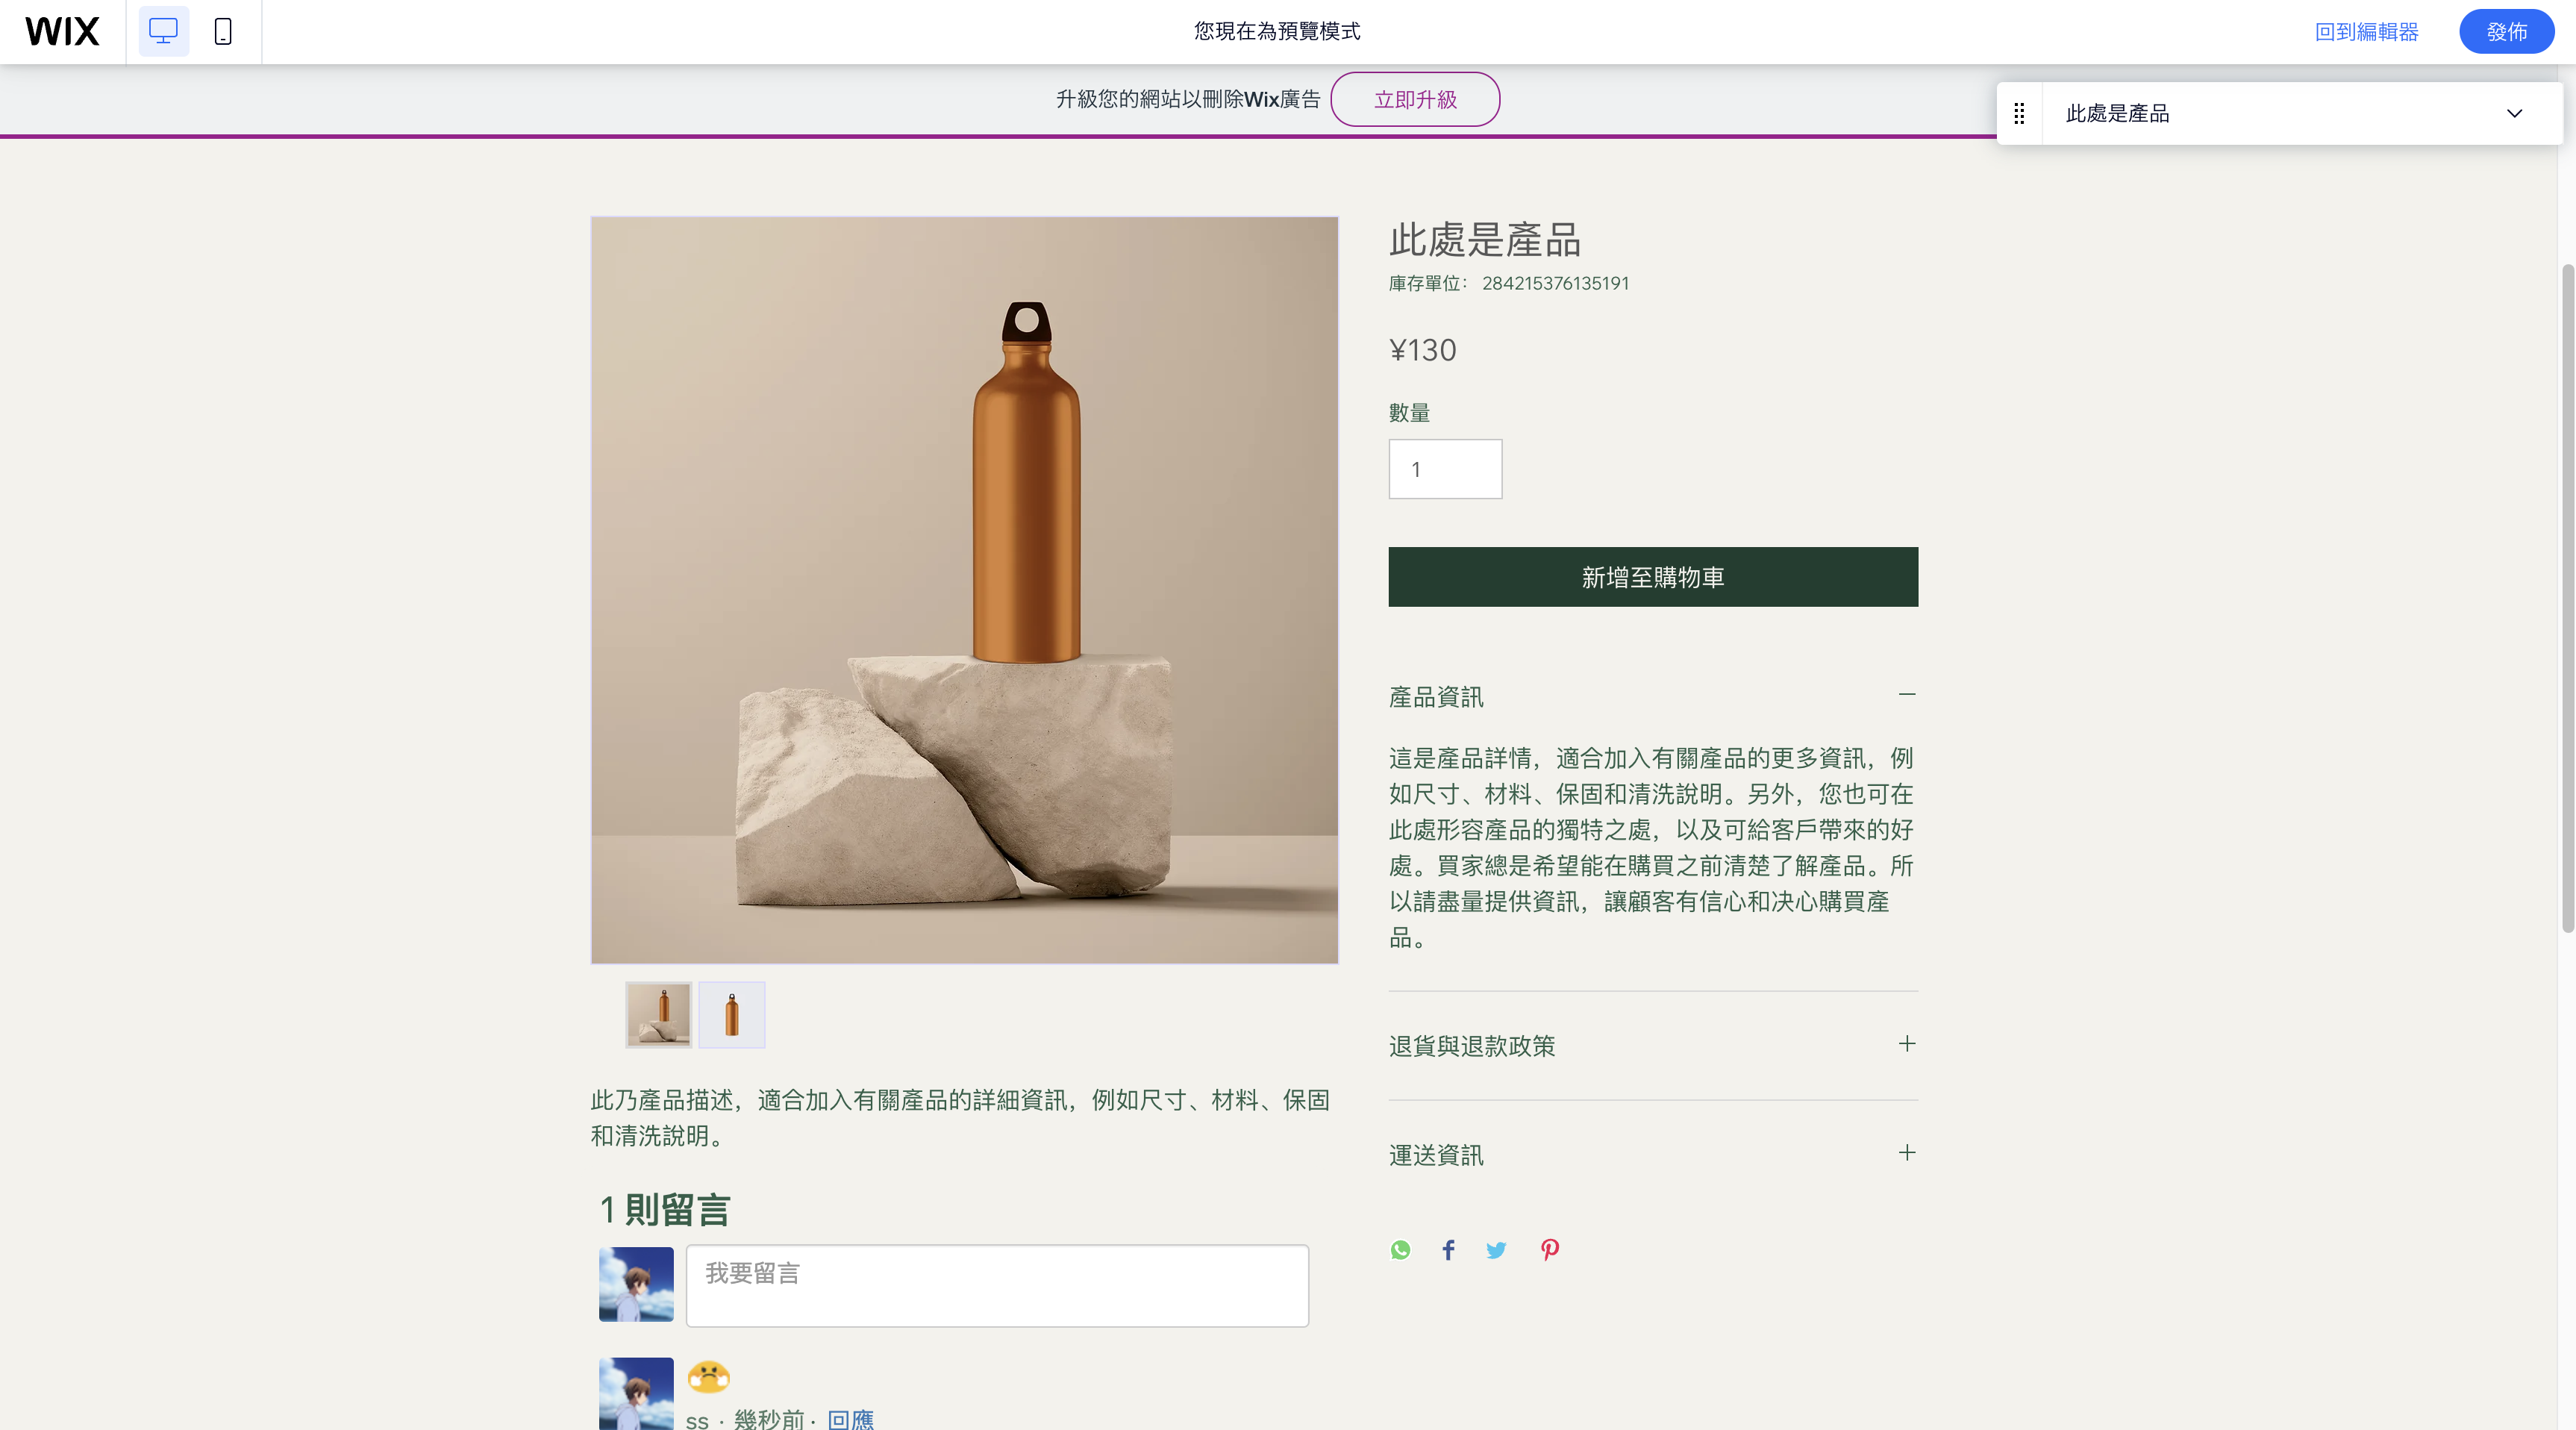 WIX
您現在為預覽模式
回到編輯器
發佈
升級您的網站以刪除Wix廣告
立即升級
此處是產品
此處是產品
庫存單位： 284215376135191
¥130
數量
1
新增至購物車
產品資訊
這是產品詳情，適合加入有關產品的更多資訊，例
如尺寸、材料、保固和清洗說明。另外，您也可在
此處形容產品的獨特之處，以及可給客戶帶來的好
處。買家總是希望能在購買之前清楚了解產品。所
以請盡量提供資訊，讓顧客有信心和決心購買產
品。
退貨與退款政策
運送資訊
此乃產品描述，適合加入有關產品的詳細資訊，例如尺寸、材料、保固
和清洗說明。
1 則留言
我要留言
ss · 幾秒前 · 回應